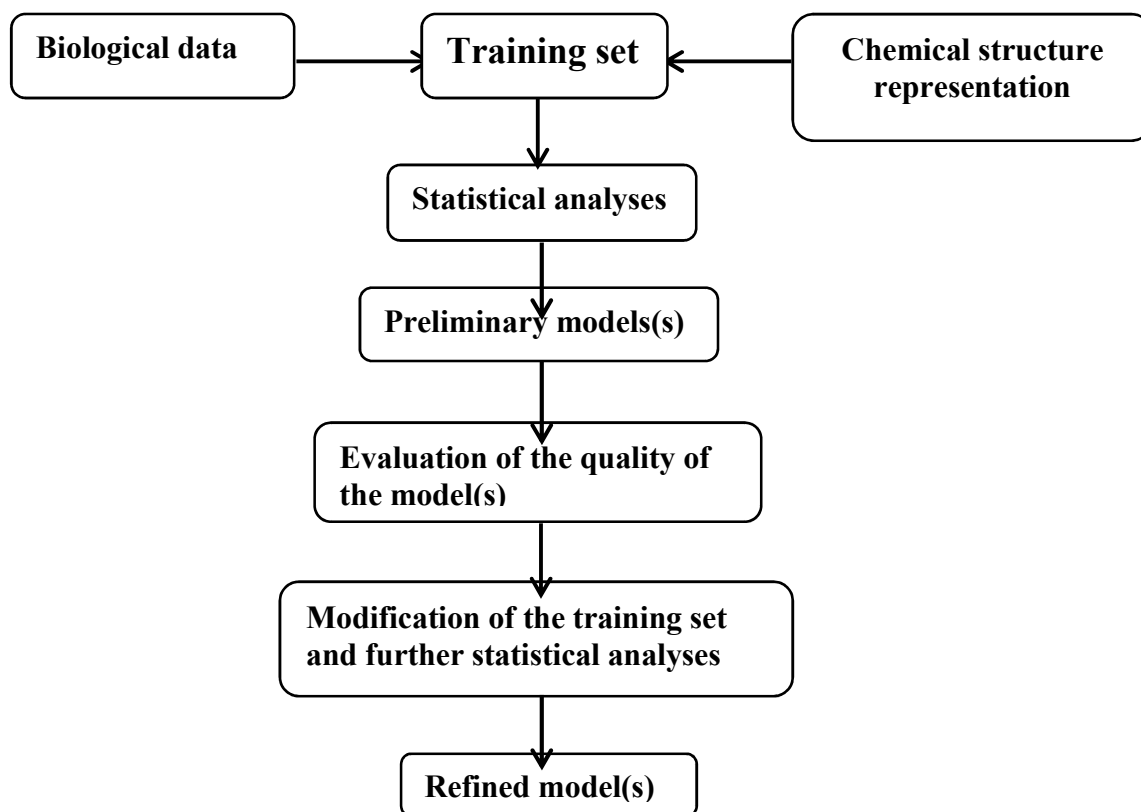 Biological data
Training set
Chemical structure
representation
Statistical analyses
Preliminary models(s)
Evaluation of the quality of
the model(s)
Modification of the training set
and further statistical analyses
Refined model(s)